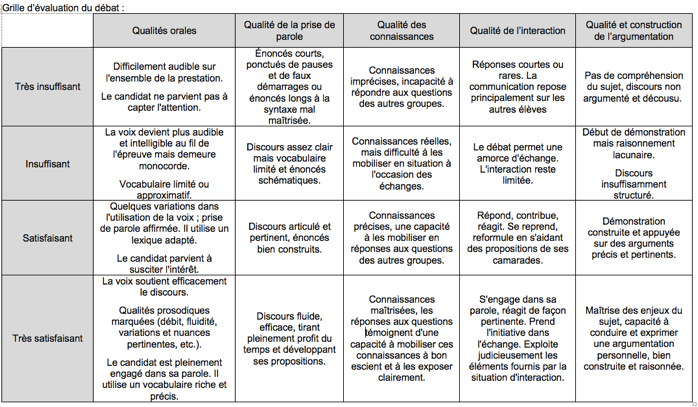 Grille d'évaluation du débat :
Qualités orales
Qualité de la prise de
parole
Qualité des
connaissances
Qualité de l'interaction
Qualité et construction
de l'argumentation
Très insuffisant
Difficilement audible sur
l'ensemble de la prestation.
Le candidat ne parvient pas à
capter l'attention.
Énoncés courts,
ponctués de pauses
et de faux
démarrages ou
énoncés longs à la
syntaxe mal
maîtrisée.
Connaissances
imprécises, incapacité à
répondre aux questions
des autres groupes.
Réponses courtes ou
rares. La
communication repose
principalement sur les
autres élèves
Pas de compréhension
du sujet, discours non
argumenté et décousu.
Insuffisant
La voix devient plus audible
et intelligible au fil de
l'épreuve mais demeure
monocorde.
Vocabulaire limité ou
approximatif.
Discours assez clair
mais vocabulaire
limité et énoncés
schématiques.
Connaissances réelles,
mais difficulté à les
mobiliser en situation à
l'occasion des
échanges.
Le débat permet une
amorce d'échange.
L'interaction reste
limitée.
Début de démonstration
mais raisonnement
lacunaire.
Discours
insuffisamment
structuré.
Satisfaisant
Quelques variations dans
l'utilisation de la voix ; prise
de parole affirmée. Il utilise un
lexique adapté.
Le candidat parvient à
susciter l'intérêt.
Discours articulé et
pertinent, énoncés
bien construits.
Connaissances
précises, une capacité
à les mobiliser en
réponses aux questions
des autres groupes.
Répond, contribue,
réagit. Se reprend,
reformule en s'aidant
des propositions de ses
camarades.
Démonstration
construite et appuyée
sur des arguments
précis et pertinents.
Très satisfaisant
La voix soutient efficacement
le discours.
Qualités prosodiques
marquées (débit, fluidité,
variations et nuances
pertinentes, etc.).
Le candidat est pleinement
engagé dans sa parole. Il
utilise un vocabulaire riche et
précis.
Discours fluide,
efficace, tirant
pleinement profit du
temps et développant
ses propositions.
Connaissances
maîtrisées, les
réponses aux questions
témoignent d'une
capacité à mobiliser ces
connaissances à bon
escient et à les exposer
clairement.
S'engage dans sa
parole, réagit de façon
pertinente. Prend
l'initiative dans
l'échange. Exploite
judicieusement les
éléments fournis par la
situation d'interaction.
Maîtrise des enjeux du
sujet, capacité à
conduire et exprimer
une argumentation
personnelle, bien
construite et raisonnée.